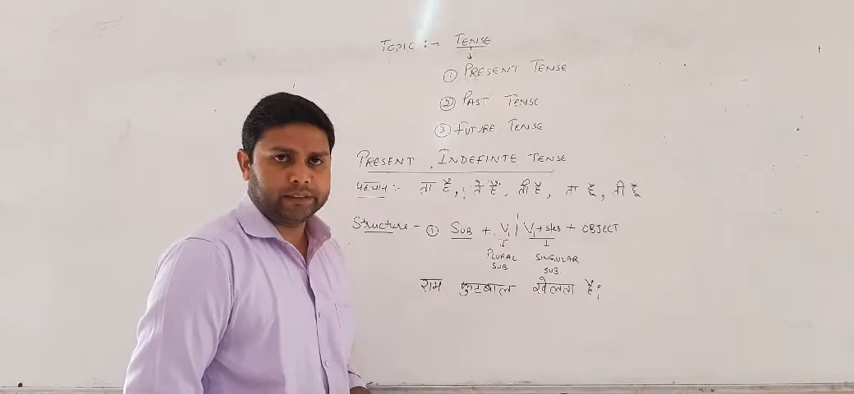 TOPIC :→ TENSE
↓
① PRESENT TENSE
② PAST TENSE
③ FUTURE TENSE
PRESENT INDEFINTE TENSE
पहचान :- ता है, ते हैं, ती है, ता हूँ, ती हूँ
Structure - ① SUB + V₁ | V₁ + s/es + OBJECT
↓ ↓
PLURAL SUB SINGULAR SUB.
राम फुटबाल खेलता है।